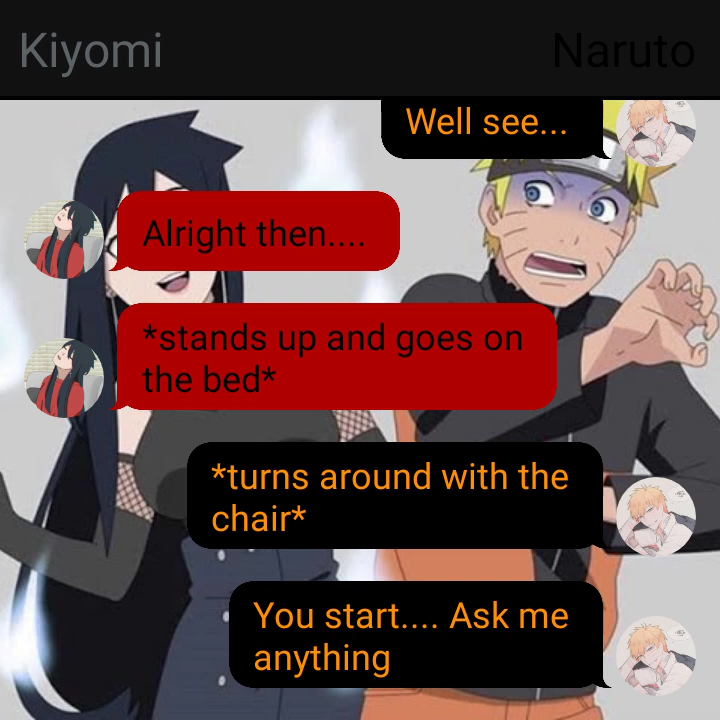 Kiyomi
Naruto
Well see...
Alright then....
*stands up and goes on
the bed*
*turns around with the
chair*
You start.... Ask me
anything